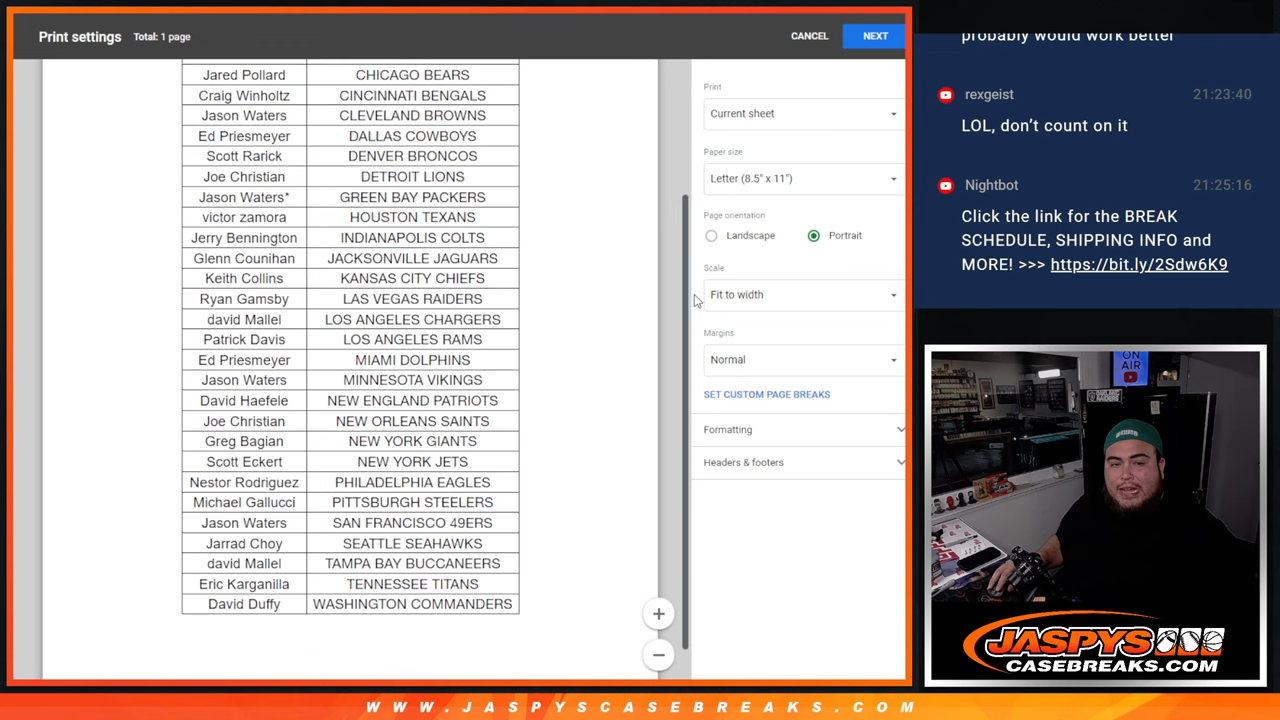 Print settings Total: 1 page CANCEL NEXT
Jared Pollard CHICAGO BEARS
Craig Winholtz CINCINNATI BENGALS
Jason Waters CLEVELAND BROWNS
Ed Priesmeyer DALLAS COWBOYS
Scott Rarick DENVER BRONCOS
Joe Christian DETROIT LIONS
Jason Waters* GREEN BAY PACKERS
victor zamora HOUSTON TEXANS
Jerry Bennington INDIANAPOLIS COLTS
Glenn Counihan JACKSONVILLE JAGUARS
Keith Collins KANSAS CITY CHIEFS
Ryan Gamsby LAS VEGAS RAIDERS
david Mallel LOS ANGELES CHARGERS
Patrick Davis LOS ANGELES RAMS
Ed Priesmeyer MIAMI DOLPHINS
Jason Waters MINNESOTA VIKINGS
David Haefele NEW ENGLAND PATRIOTS
Joe Christian NEW ORLEANS SAINTS
Greg Bagian NEW YORK GIANTS
Scott Eckert NEW YORK JETS
Nestor Rodriguez PHILADELPHIA EAGLES
Michael Gallucci PITTSBURGH STEELERS
Jason Waters SAN FRANCISCO 49ERS
Jarrad Choy SEATTLE SEAHAWKS
david Mallel TAMPA BAY BUCCANEERS
Eric Karganilla TENNESSEE TITANS
David Duffy WASHINGTON COMMANDERS
Print
Current sheet
Paper size
Letter (8.5" x 11")
Page orientation
Landscape Portrait
Scale
Fit to width
Margins
Normal
SET CUSTOM PAGE BREAKS
Formatting
Headers & footers
probably would work better
rexgeist 21:23:40
LOL, don't count on it
Nightbot 21:25:16
Click the link for the BREAK
SCHEDULE, SHIPPING INFO and
MORE! >>> https://bit.ly/2Sdw6K9
ON
AIR
JASPYS
CASEBREAKS.COM
WWW.JASPYSCASEBREAKS.COM